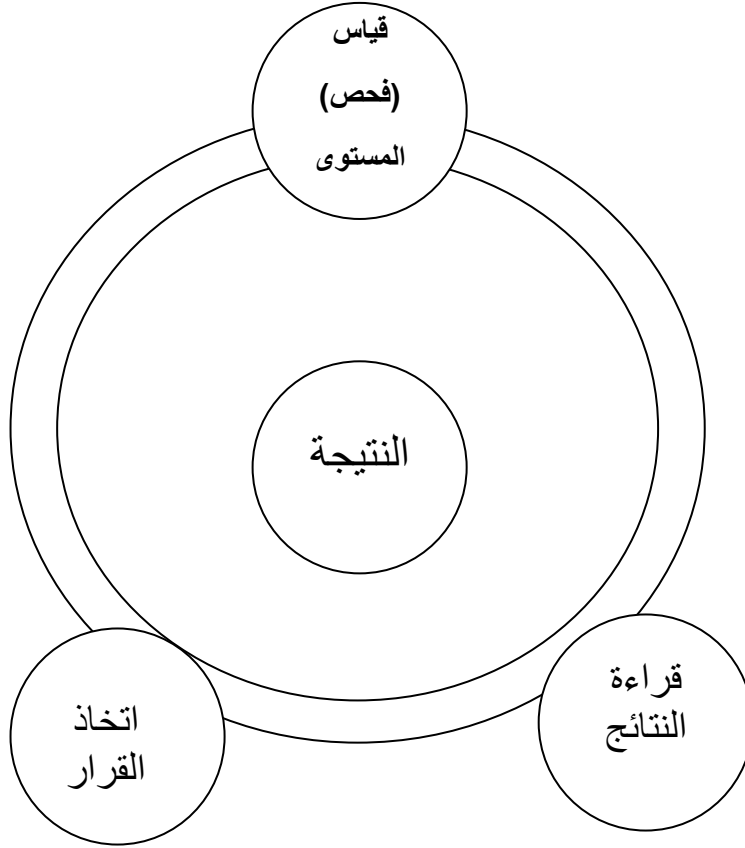 قياس
(فحص)
المستوى
النتيجة
قراءة
النتائج
اتخاذ
القرار